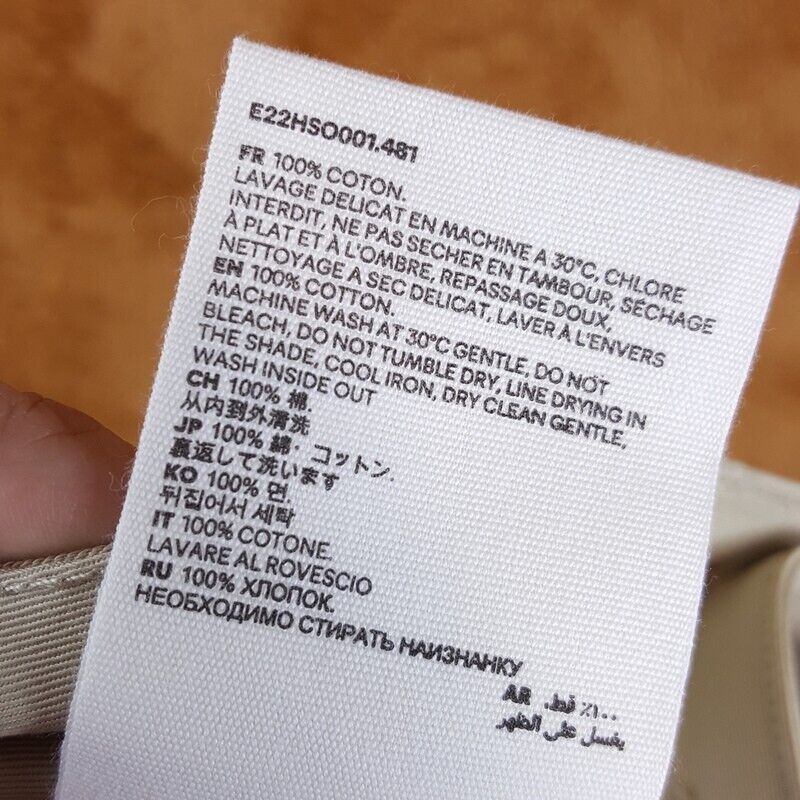 E22HSO001.481
FR 100% COTON.
LAVAGE DELICAT EN MACHINE A 30°C, CHLORE
INTERDIT, NE PAS SECHER EN TAMBOUR, SÉCHAGE
À PLAT ET À L'OMBRE, REPASSAGE DOUX,
NETTOYAGE A SEC DELICAT, LAVER À L'ENVERS
EN 100% COTTON.
MACHINE WASH AT 30°C GENTLE, DO NOT
BLEACH, DO NOT TUMBLE DRY, LINE DRYING IN
THE SHADE, COOL IRON, DRY CLEAN GENTLE,
WASH INSIDE OUT
CH 100% 棉.
从内到外清洗
JP 100% 綿・コットン.
裏返して洗います
KO 100% 면.
뒤집어서 세탁
IT 100% COTONE.
LAVARE AL ROVESCIO
RU 100% ХЛОПОК.
НЕОБХОДИМО СТИРАТЬ НАИЗНАНКУ
AR ١٠٠٪ قطن.
يغسل على الظهر